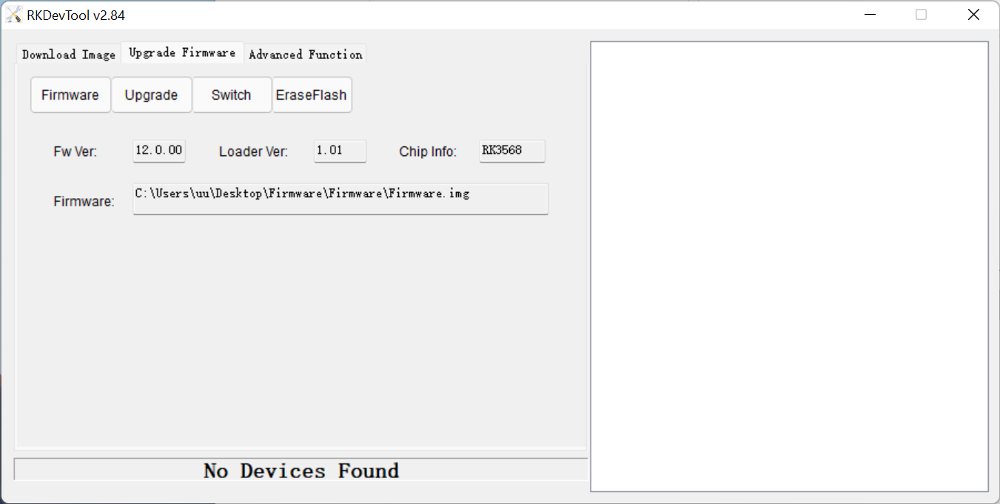 RKDevTool v2.84
Download Image Upgrade Firmware Advanced Function
Firmware Upgrade Switch EraseFlash
Fw Ver: 12.0.00 Loader Ver: 1.01 Chip Info: RK3568
Firmware: C:\Users\uu\Desktop\Firmware\Firmware\Firmware.img
No Devices Found